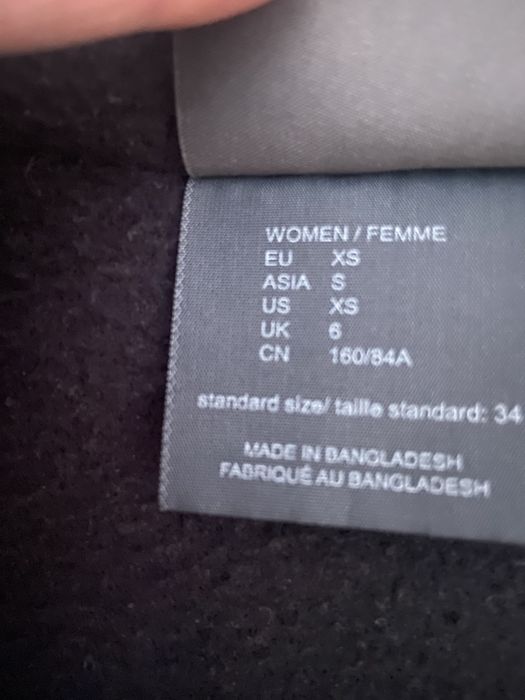 WOMEN / FEMME
EU XS
ASIA S
US XS
UK 6
CN 160/84A
standard size/ taille standard: 34
MADE IN BANGLADESH
FABRIQUÉ AU BANGLADESH